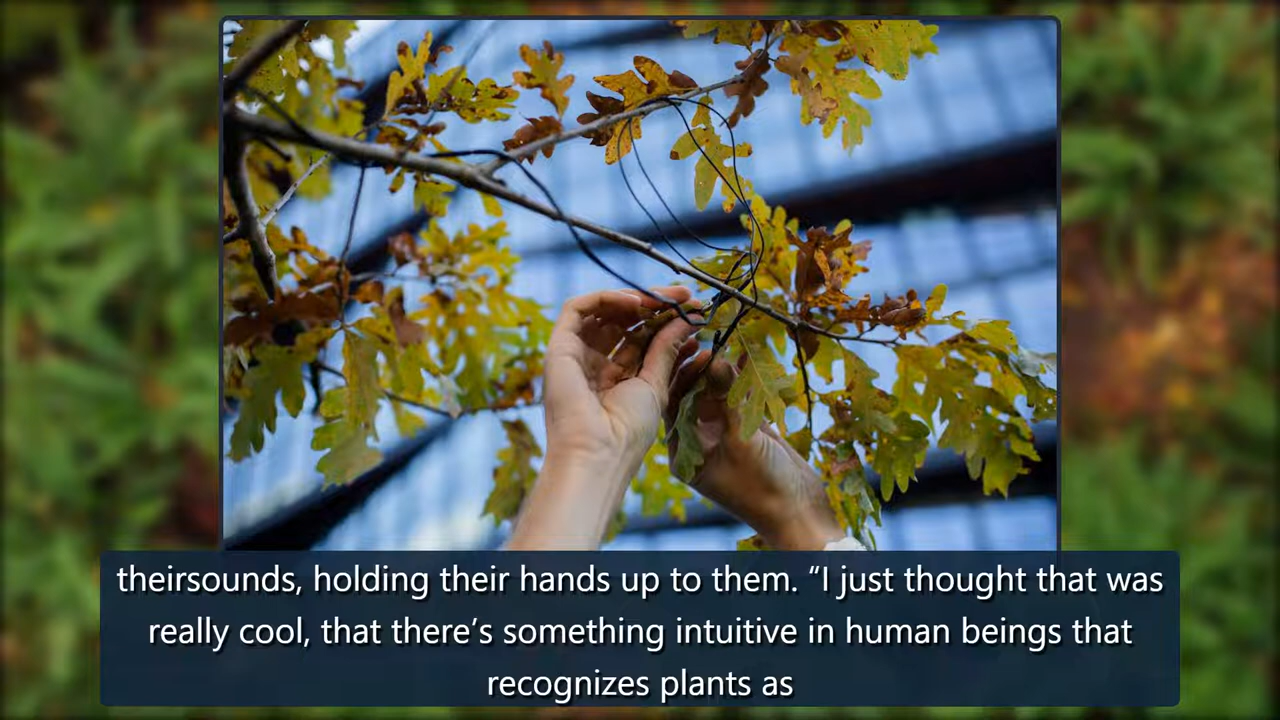 theirsounds, holding their hands up to them. “I just thought that was
really cool, that there’s something intuitive in human beings that
recognizes plants as